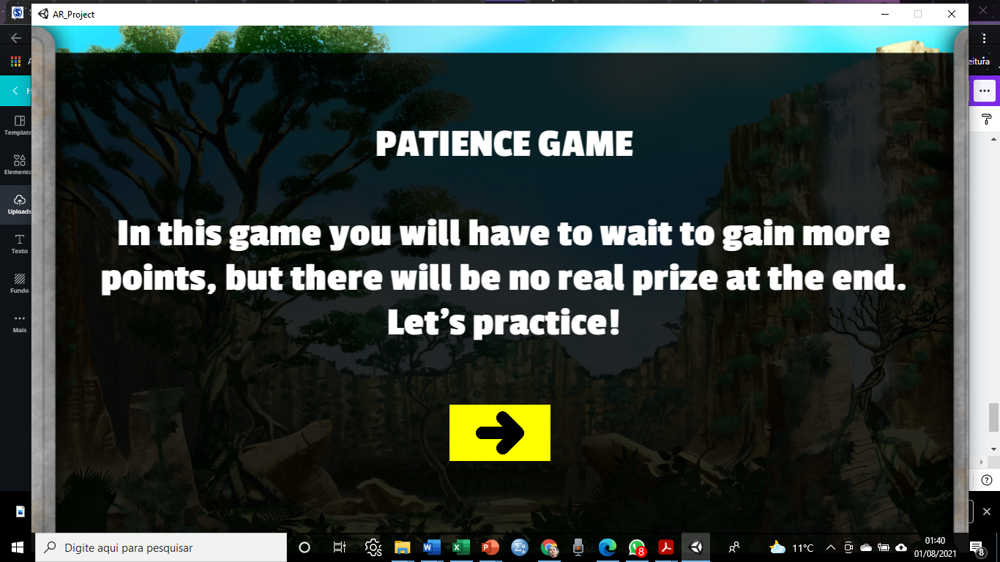 AR_Project
eitura
Template
Elemento
Uploads
Texto
Fundo
Mais
PATIENCE GAME
In this game you will have to wait to gain more
points, but there will be no real prize at the end.
Let's practice!
Digite aqui para pesquisar
8
11°C
01:40
01/08/2021
8